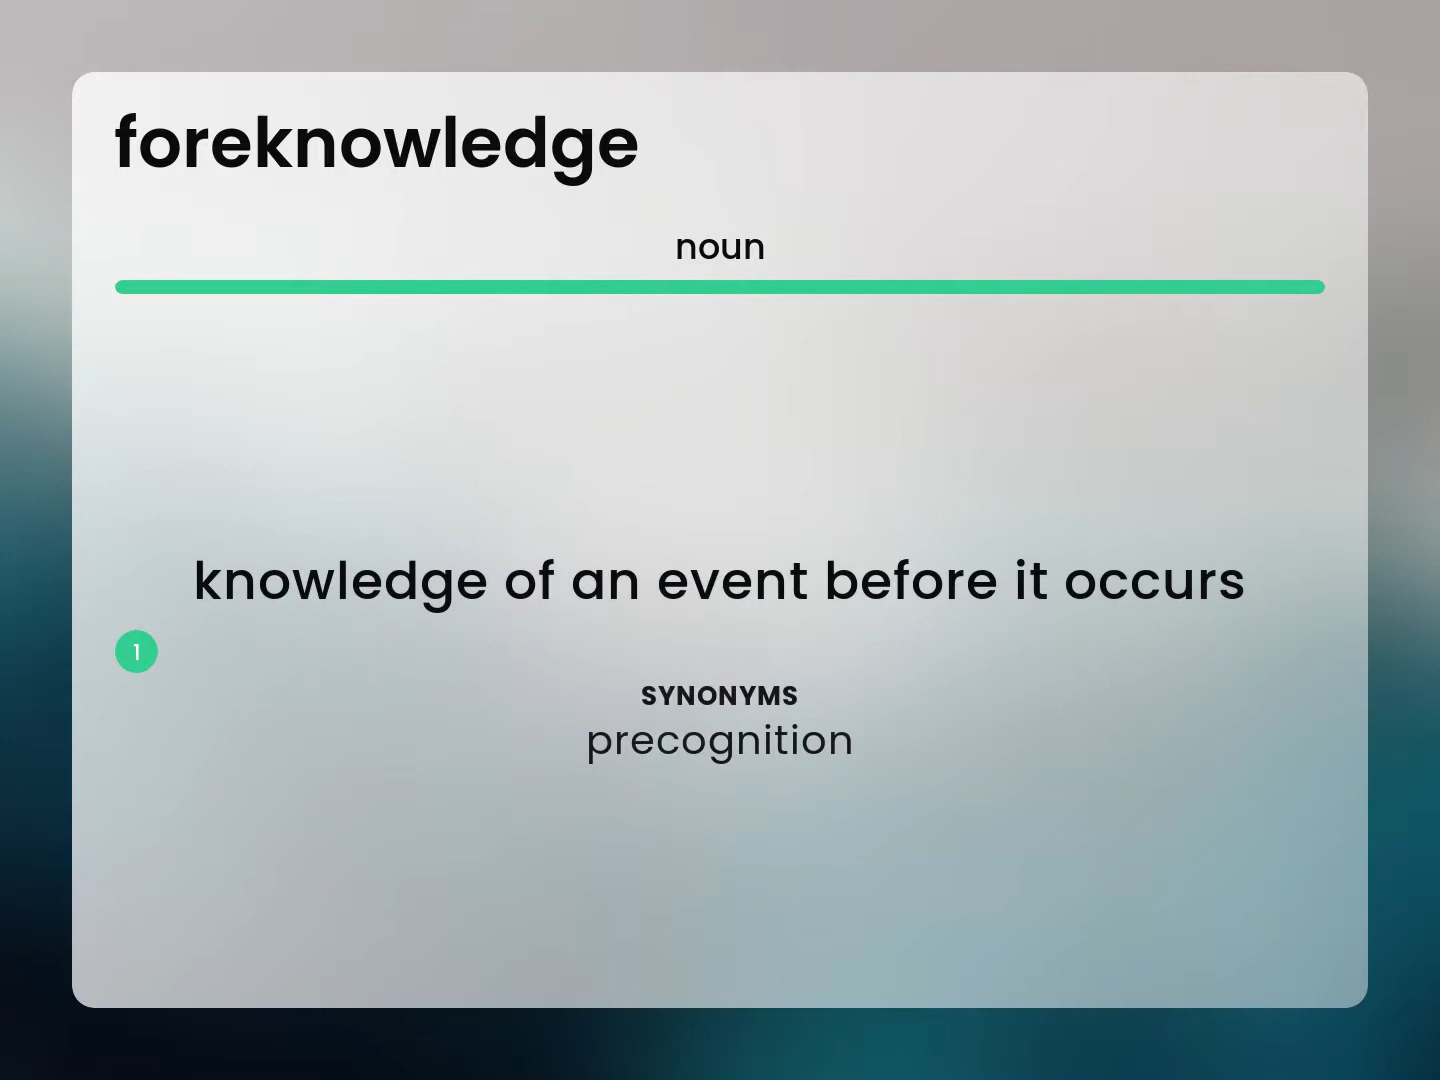 foreknowledge
noun
knowledge of an event before it occurs
1
SYNONYMS
precognition